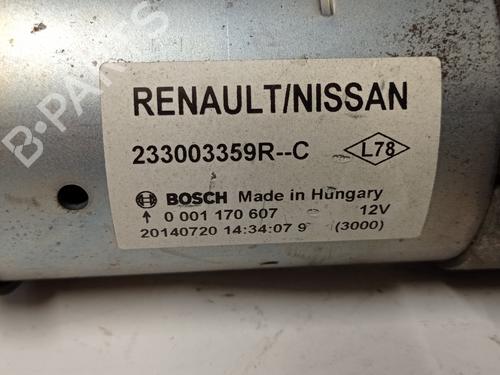 RENAULT/NISSAN
233003359R--C L78
BOSCH Made in Hungary
0 001 170 607 12V
20140720 14:34:07 9 (3000)
B-PARTS